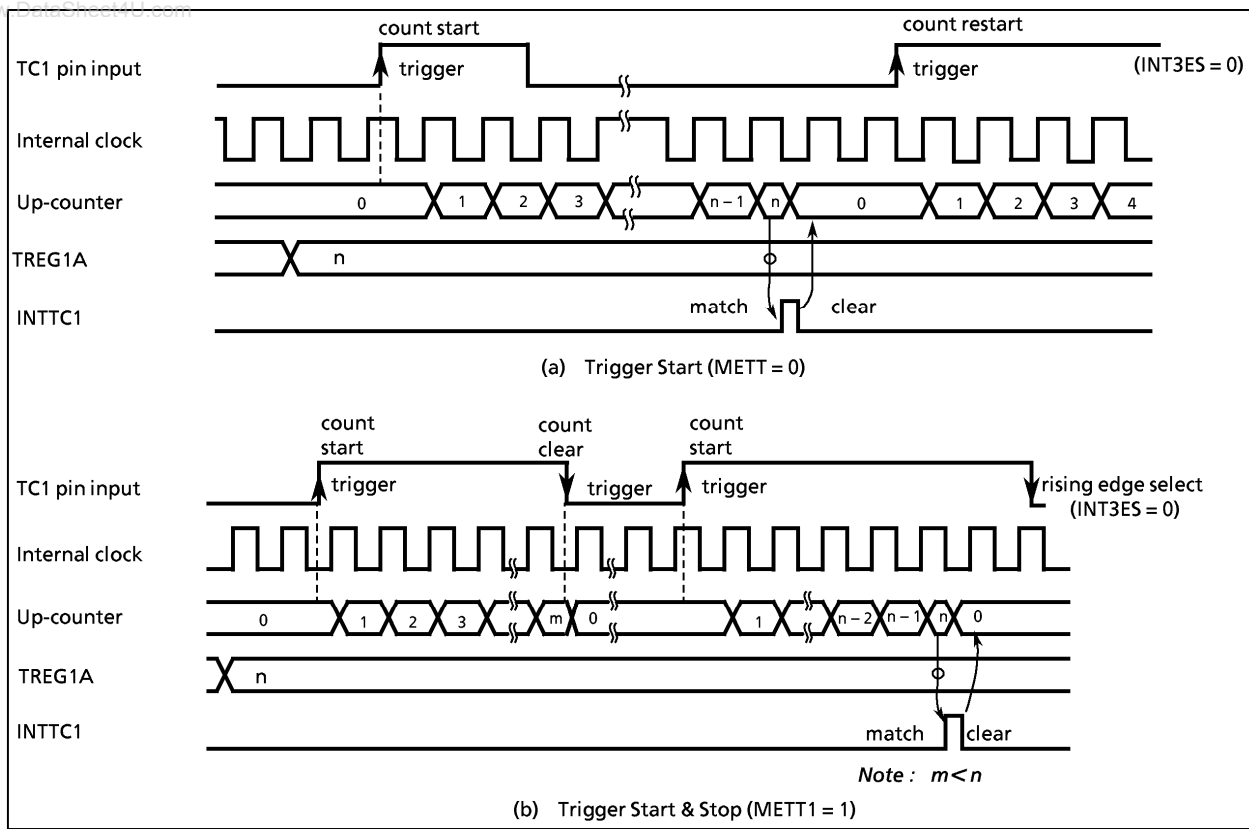 www.DataSheet4U.com
count start
count restart
TC1 pin input
trigger
trigger
(INT3ES = 0)
Internal clock
Up-counter
0 1 2 3 n – 1 n 0 1 2 3 4
TREG1A
n
match
clear
INTTC1
(a) Trigger Start (METT = 0)
count start
count clear
count start
TC1 pin input
trigger
trigger
trigger
rising edge select
(INT3ES = 0)
Internal clock
Up-counter
0 1 2 3 m 0 1 n – 2 n – 1 n 0
TREG1A
n
INTTC1
match
clear
Note : m < n
(b) Trigger Start & Stop (METT1 = 1)